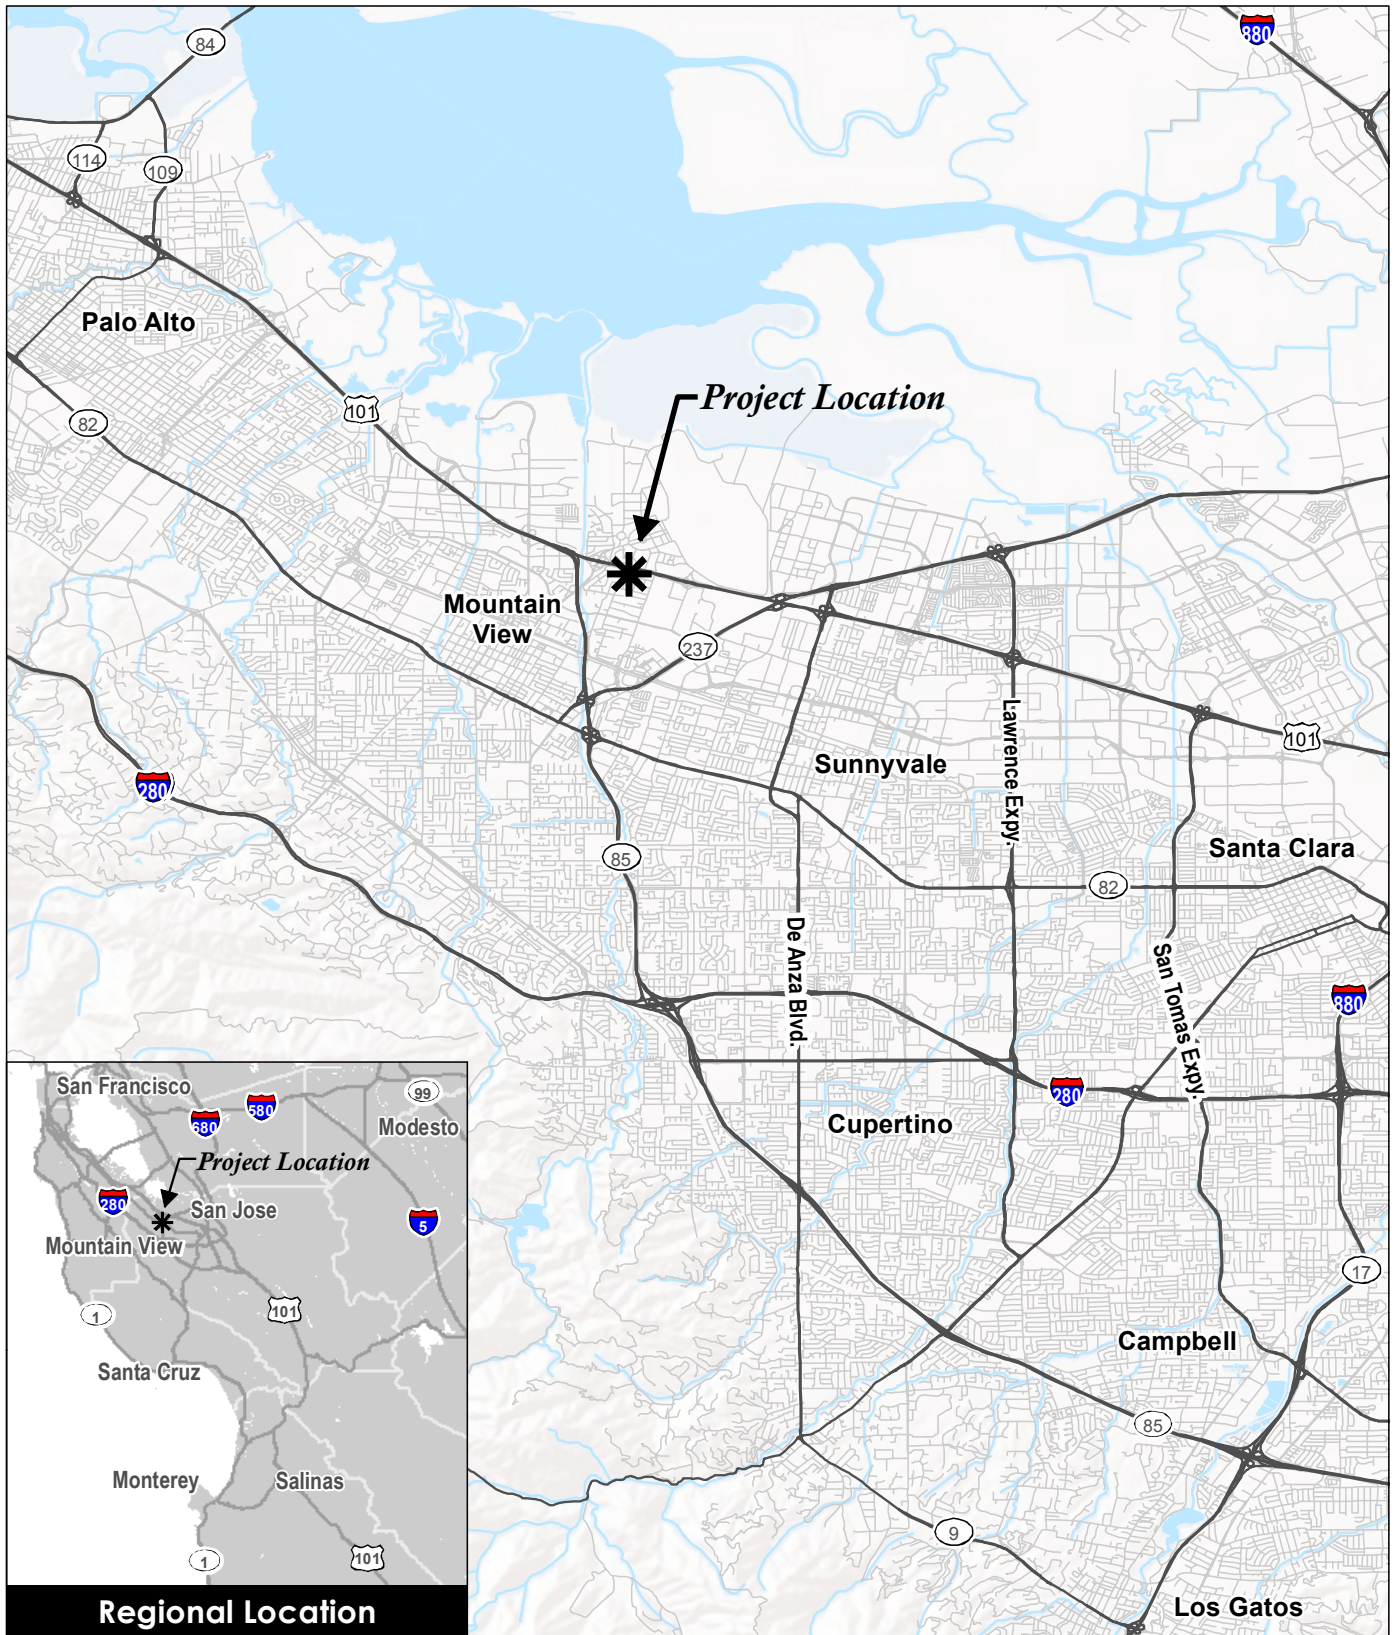 84
880
114
109
Palo Alto
82
101
Project Location
Mountain
View
237
Lawrence Expy.
101
Sunnyvale
280
85
Santa Clara
82
De Anza Blvd.
San Tomas Expy.
880
280
Cupertino
17
Campbell
85
9
Los Gatos
San Francisco
99
580
680
Modesto
Project Location
280
San Jose
5
Mountain View
1
101
Santa Cruz
Monterey
Salinas
1
101
Regional Location